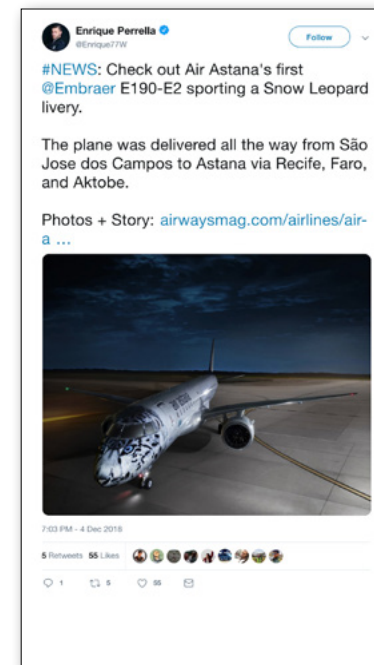 Enrique Perrella
@Enrique77W
Follow
#NEWS: Check out Air Astana's first
@Embraer E190-E2 sporting a Snow Leopard
livery.
The plane was delivered all the way from São
Jose dos Campos to Astana via Recife, Faro,
and Aktobe.
Photos + Story: airwaysmag.com/airlines/air-
a …
air astana
7:03 PM - 4 Dec 2018
5 Retweets 55 Likes
1 5 55